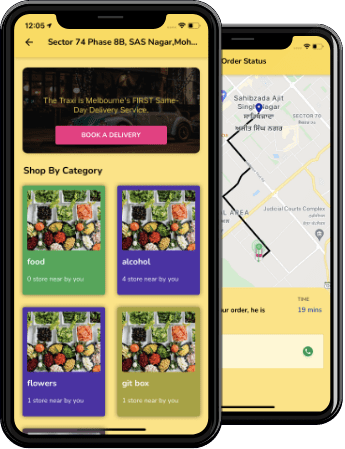 12:05
Sector 74 Phase 8B, SAS Nagar,Moh...
The Traxi is Melbourne's FIRST Same-
Day Delivery Service.
BOOK A DELIVERY
Shop By Category
food
0 store near by you
alcohol
4 store near by you
flowers
1 store near by you
git box
1 store near by you
Order Status
Sahibzada Ajit
Singh Nagar
ਸਾਹਿਬਜ਼ਾਦਾ
ਅਜੀਤ ਸਿੰਘ ਨਗਰ
SECTOR 70
AREA
Judicial Courts Complex
TIME
ur order, he is
19 mins